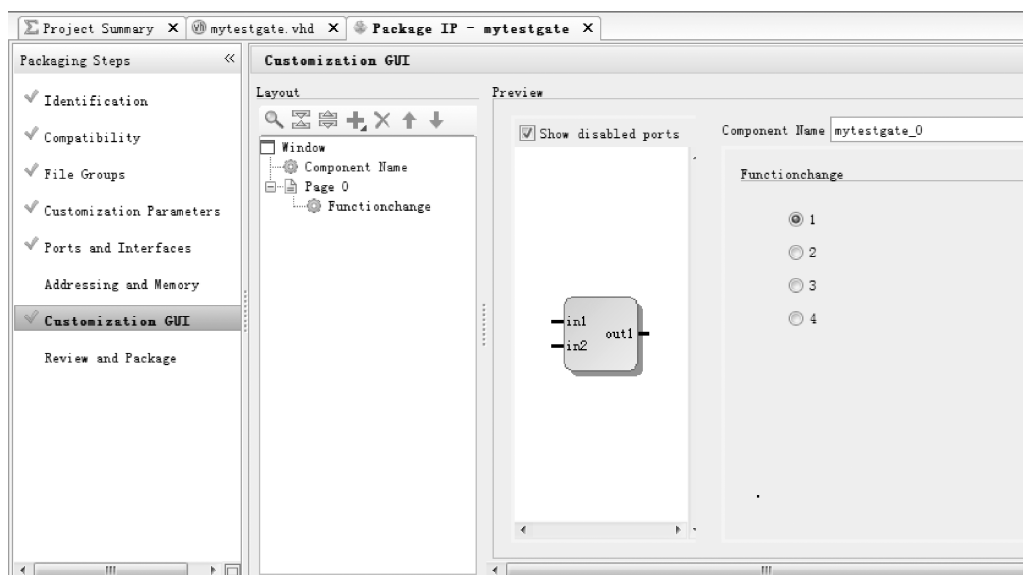 Project Summary
mytestgate.vhd
Package IP - mytestgate
Packaging Steps
Identification
Compatibility
File Groups
Customization Parameters
Ports and Interfaces
Addressing and Memory
Customization GUI
Review and Package
Customization GUI
Layout
Window
Component Name
Page 0
Functionchange
Preview
Show disabled ports
in1
in2
out1
Component Name mytestgate_0
Functionchange
1
2
3
4